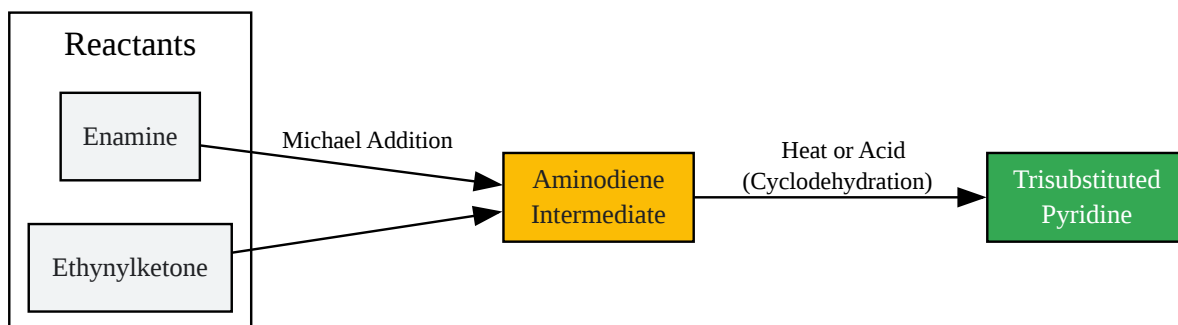 Reactants
Enamine
Ethynylketone
Michael Addition
Aminodiene
Intermediate
Heat or Acid
(Cyclodehydration)
Trisubstituted
Pyridine